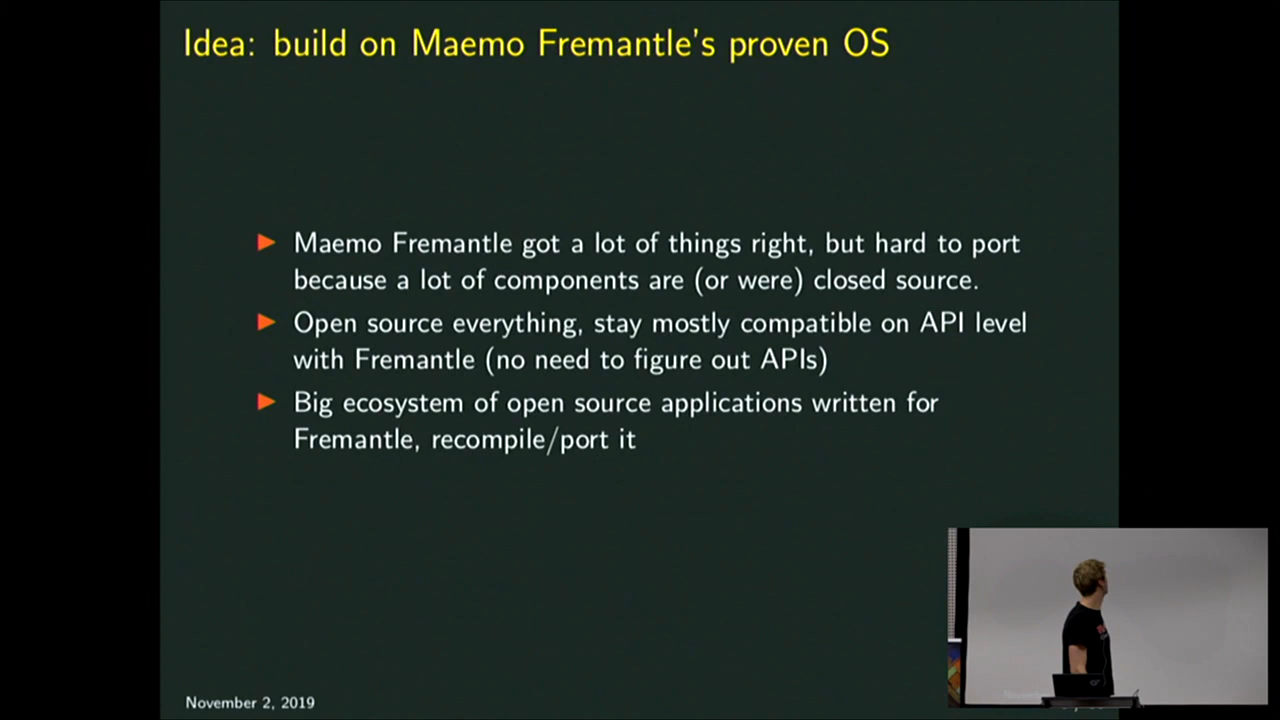 Idea: build on Maemo Fremantle's proven OS
▶ Maemo Fremantle got a lot of things right, but hard to port
because a lot of components are (or were) closed source.
▶ Open source everything, stay mostly compatible on API level
with Fremantle (no need to figure out APIs)
▶ Big ecosystem of open source applications written for
Fremantle, recompile/port it
November 2, 2019